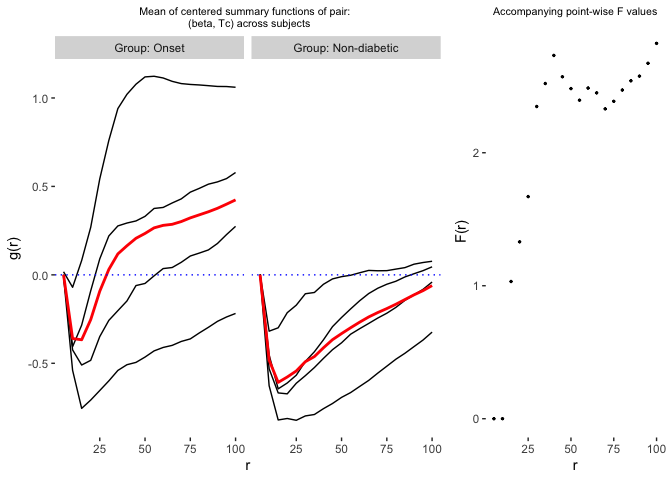 Mean of centered summary functions of pair:
(beta, Tc) across subjects
Accompanying point-wise F values
Group: Onset
Group: Non-diabetic
g(r)
1.0
0.5
0.0
-0.5
25 50 75 100
25 50 75 100
r
F(r)
2
1
0
25 50 75 100
r